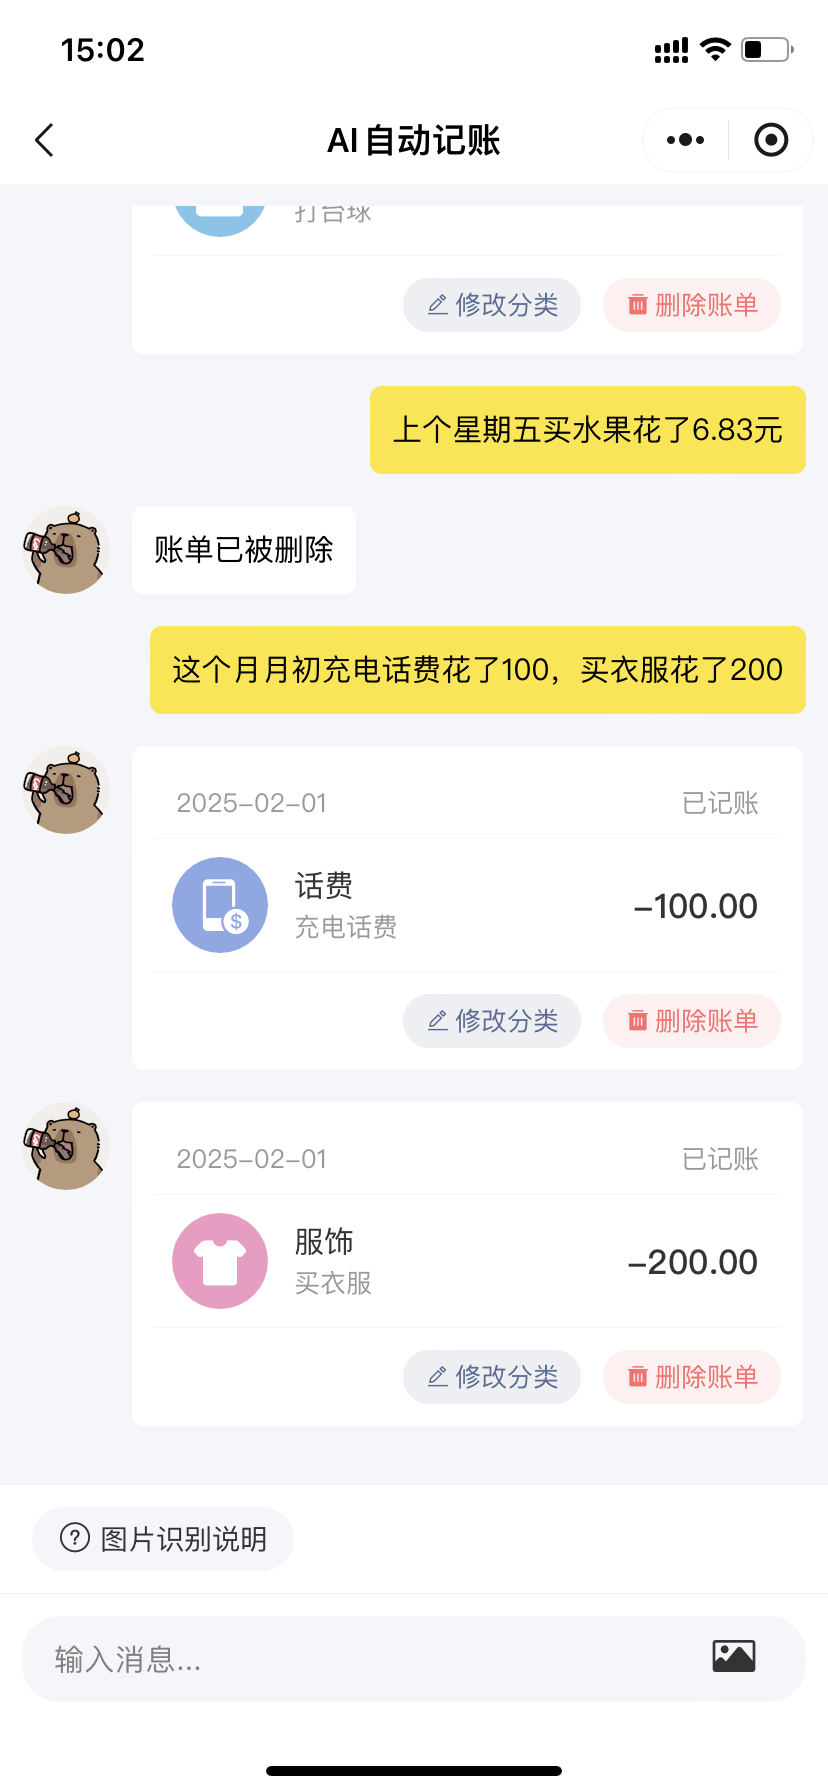 15:02
AI自动记账
打台球
修改分类
删除账单
上个星期五买水果花了6.83元
账单已被删除
这个月月初充电话费花了100，买衣服花了200
2025-02-01
已记账
话费
充电话费
-100.00
修改分类
删除账单
2025-02-01
已记账
服饰
买衣服
-200.00
修改分类
删除账单
图片识别说明
输入消息...